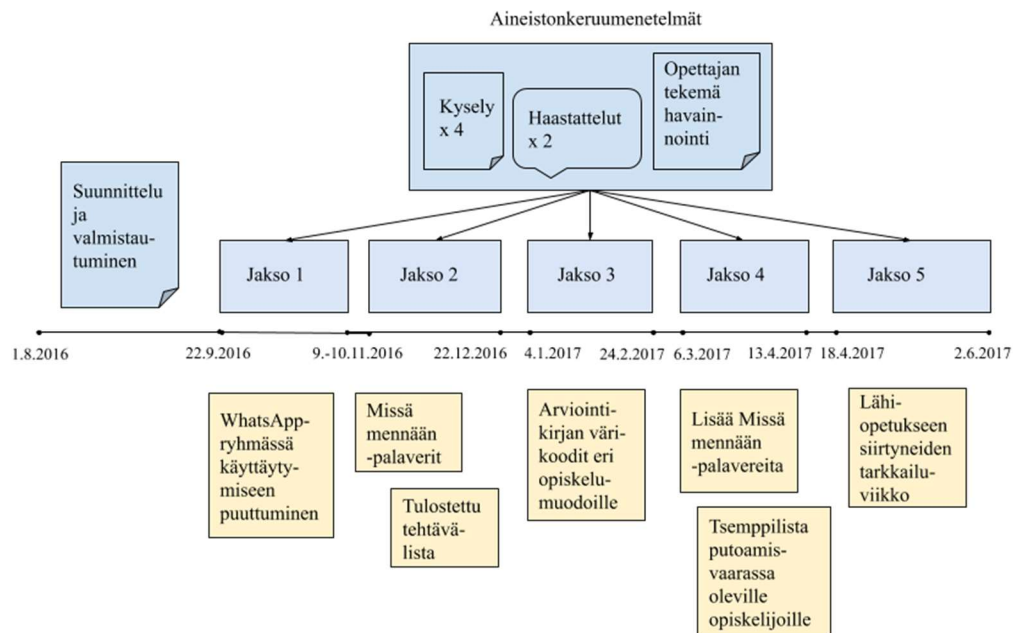 Aineistonkeruumenetelmät
Kysely
x 4
Haastattelut
x 2
Opettajan
tekemä
havain-
nointi
Suunnittelu
ja
valmistau-
tuminen
Jakso 1
Jakso 2
Jakso 3
Jakso 4
Jakso 5
1.8.2016
22.9.2016
9.-10.11.2016
22.12.2016
4.1.2017
24.2.2017
6.3.2017
13.4.2017
18.4.2017
2.6.2017
WhatsApp-
ryhmässä
käyttäyty-
miseen
puuttuminen
Missä
mennään
-palaverit
Tulostettu
tehtävä-
lista
Arviointi-
kirjan väri-
koodit eri
opiskelu-
muodoille
Lisää Missä
mennään
-palavereita
Tsemppilista
putoamis-
vaarassa
oleville
opiskelijoille
Lähi-
opetukseen
siirtyneiden
tarkkailu-
viikko